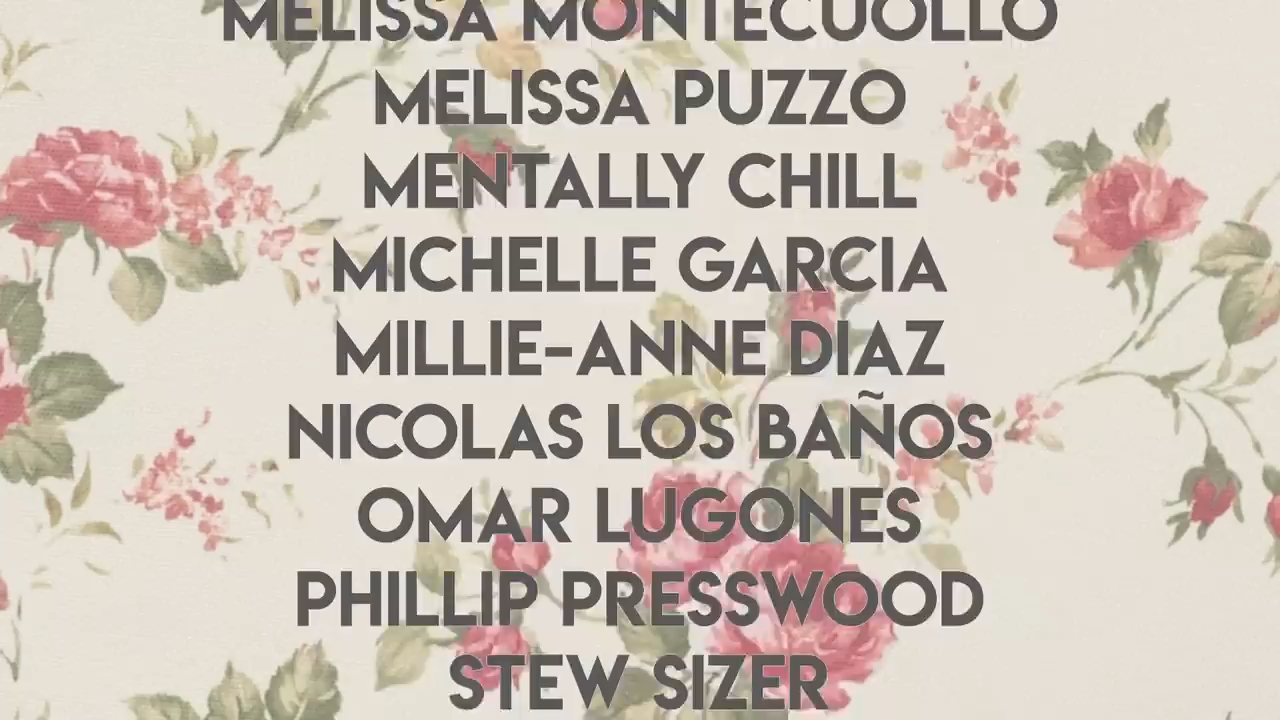 MELISSA MONTECUOLLO
MELISSA PUZZO
MENTALLY CHILL
MICHELLE GARCIA
MILLIE-ANNE DIAZ
NICOLAS LOS BAÑOS
OMAR LUGONES
PHILLIP PRESSWOOD
STEW SIZER